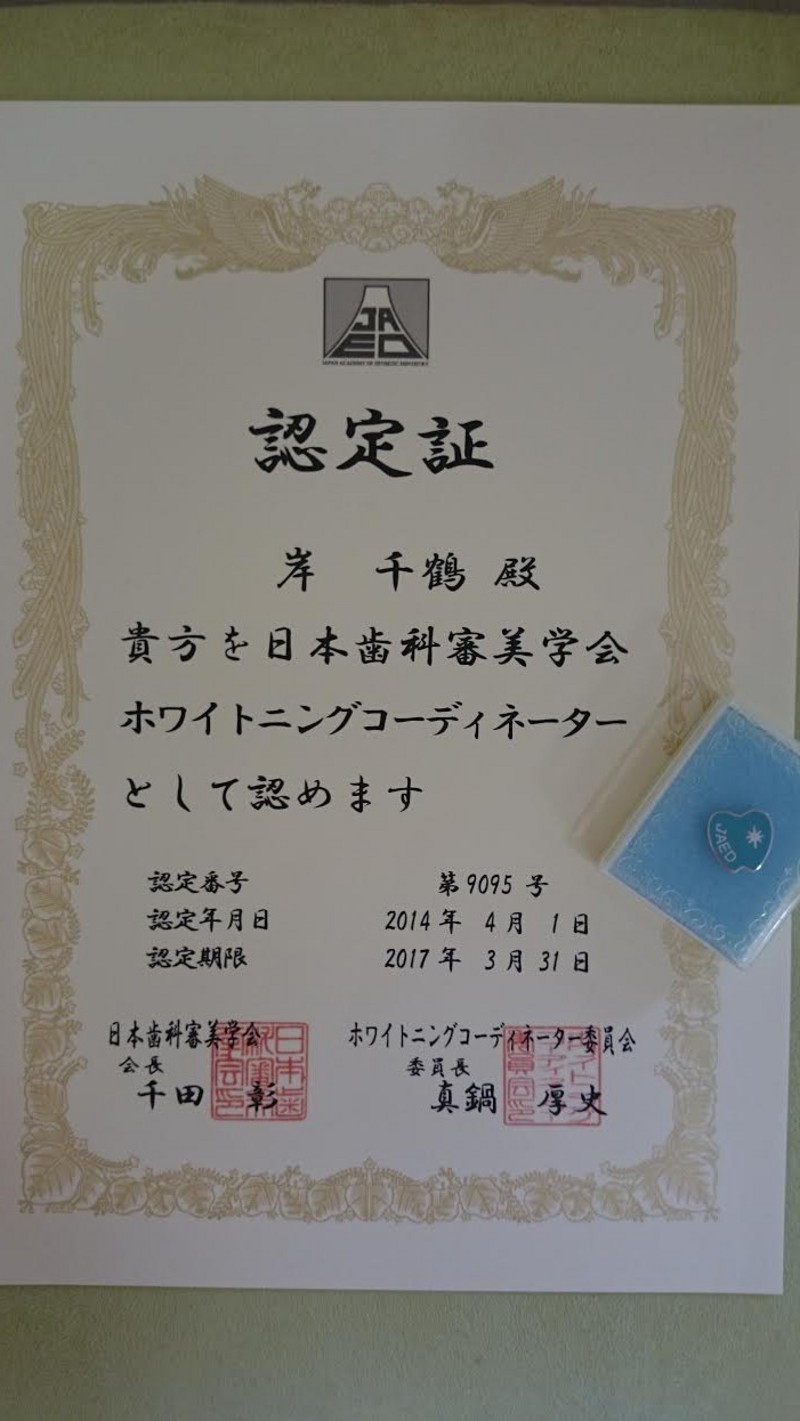 JAED
JAPAN ACADEMY OF ESTHETIC DENTISTRY
認定証
岸 千鶴 殿
貴方を日本歯科審美学会
ホワイトニングコーディネーター
として認めます
認定番号 第9095号
認定年月日 2014年 4月 1日
認定期限 2017年 3月 31日
日本歯科審美学会 ホワイトニングコーディネーター委員会
会長 委員長
千田 彰 真鍋 厚史
JAED